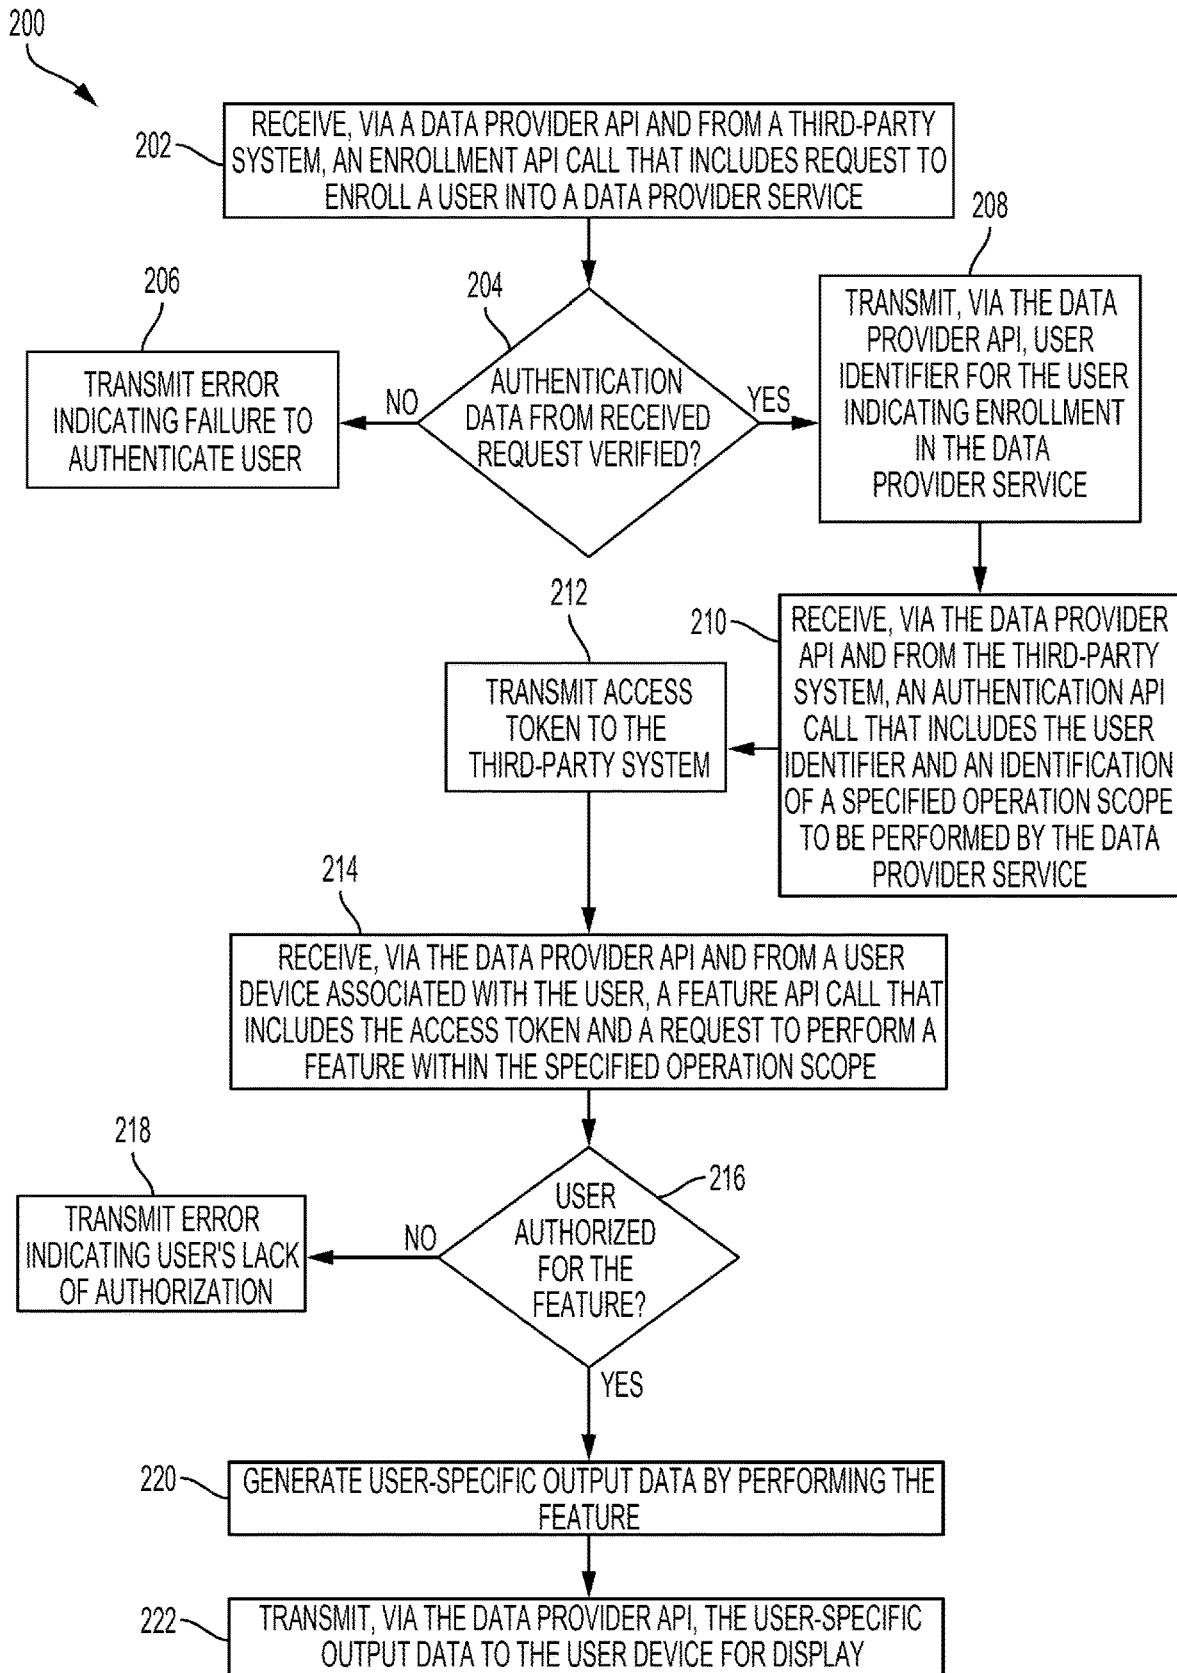 200
202
RECEIVE, VIA A DATA PROVIDER API AND FROM A THIRD-PARTY
SYSTEM, AN ENROLLMENT API CALL THAT INCLUDES REQUEST TO
ENROLL A USER INTO A DATA PROVIDER SERVICE
204
AUTHENTICATION
DATA FROM RECEIVED
REQUEST VERIFIED?
NO
YES
206
TRANSMIT ERROR
INDICATING FAILURE TO
AUTHENTICATE USER
208
TRANSMIT, VIA THE DATA
PROVIDER API, USER
IDENTIFIER FOR THE USER
INDICATING ENROLLMENT
IN THE DATA
PROVIDER SERVICE
210
RECEIVE, VIA THE DATA PROVIDER
API AND FROM THE THIRD-PARTY
SYSTEM, AN AUTHENTICATION API
CALL THAT INCLUDES THE USER
IDENTIFIER AND AN IDENTIFICATION
OF A SPECIFIED OPERATION SCOPE
TO BE PERFORMED BY THE DATA
PROVIDER SERVICE
212
TRANSMIT ACCESS
TOKEN TO THE
THIRD-PARTY SYSTEM
214
RECEIVE, VIA THE DATA PROVIDER API AND FROM A USER
DEVICE ASSOCIATED WITH THE USER, A FEATURE API CALL THAT
INCLUDES THE ACCESS TOKEN AND A REQUEST TO PERFORM A
FEATURE WITHIN THE SPECIFIED OPERATION SCOPE
216
USER
AUTHORIZED
FOR THE
FEATURE?
NO
YES
218
TRANSMIT ERROR
INDICATING USER'S LACK
OF AUTHORIZATION
220
GENERATE USER-SPECIFIC OUTPUT DATA BY PERFORMING THE
FEATURE
222
TRANSMIT, VIA THE DATA PROVIDER API, THE USER-SPECIFIC
OUTPUT DATA TO THE USER DEVICE FOR DISPLAY